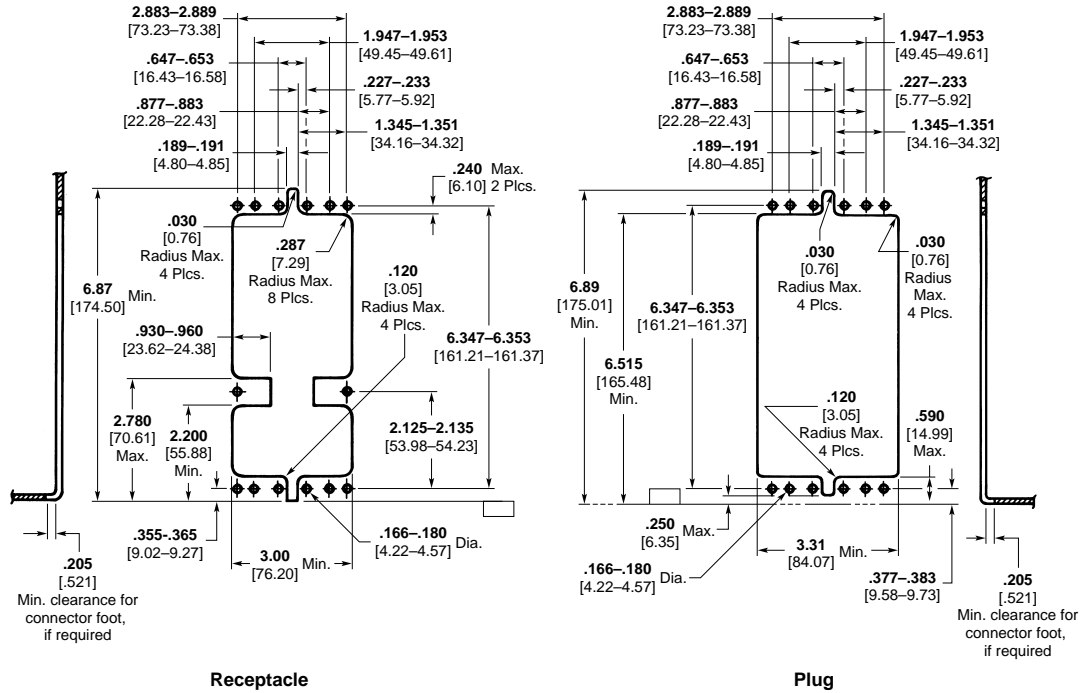 2.883–2.889
[73.23–73.38]
1.947–1.953
[49.45–49.61]
.647–.653
[16.43–16.58]
.227–.233
[5.77–5.92]
.877–.883
[22.28–22.43]
1.345–1.351
[34.16–34.32]
.189–.191
[4.80–4.85]
.240 Max.
[6.10] 2 Plcs.
.030
[0.76]
Radius Max.
4 Plcs.
.287
[7.29]
Radius Max.
8 Plcs.
.120
[3.05]
Radius Max.
4 Plcs.
6.87
[174.50] Min.
.930–.960
[23.62–24.38]
6.347–6.353
[161.21–161.37]
2.780
[70.61]
Max.
2.200
[55.88]
Min.
2.125–2.135
[53.98–54.23]
.355-.365
[9.02–9.27]
3.00
[76.20] Min.
.166–.180
[4.22–4.57] Dia.
.205
[.521]
Min. clearance for
connector foot,
if required
Receptacle
2.883–2.889
[73.23–73.38]
1.947–1.953
[49.45–49.61]
.647–.653
[16.43–16.58]
.227–.233
[5.77–5.92]
.877–.883
[22.28–22.43]
1.345–1.351
[34.16–34.32]
.189–.191
[4.80–4.85]
.030
[0.76]
Radius Max.
4 Plcs.
.030
[0.76]
Radius
Max.
4 Plcs.
6.89
[175.01]
Min.
6.347–6.353
[161.21–161.37]
6.515
[165.48]
Min.
.120
[3.05]
Radius Max.
4 Plcs.
.590
[14.99]
Max.
.250
[6.35] Max.
.166–.180
[4.22–4.57] Dia.
3.31
[84.07] Min.
.377–.383
[9.58–9.73]
.205
[.521]
Min. clearance for
connector foot,
if required
Plug